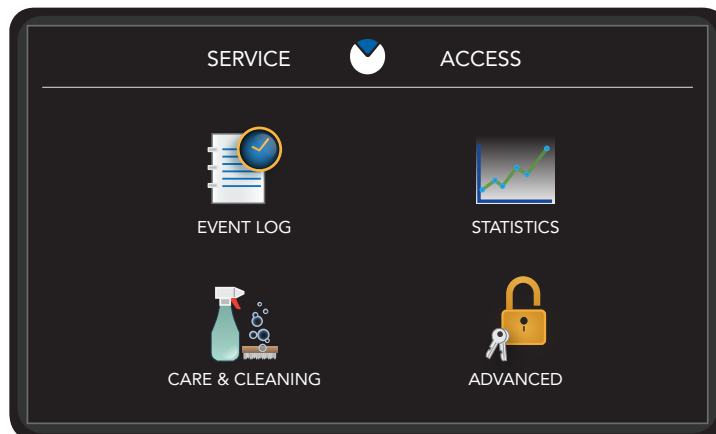 SERVICE ACCESS
EVENT LOG
STATISTICS
CARE & CLEANING
ADVANCED